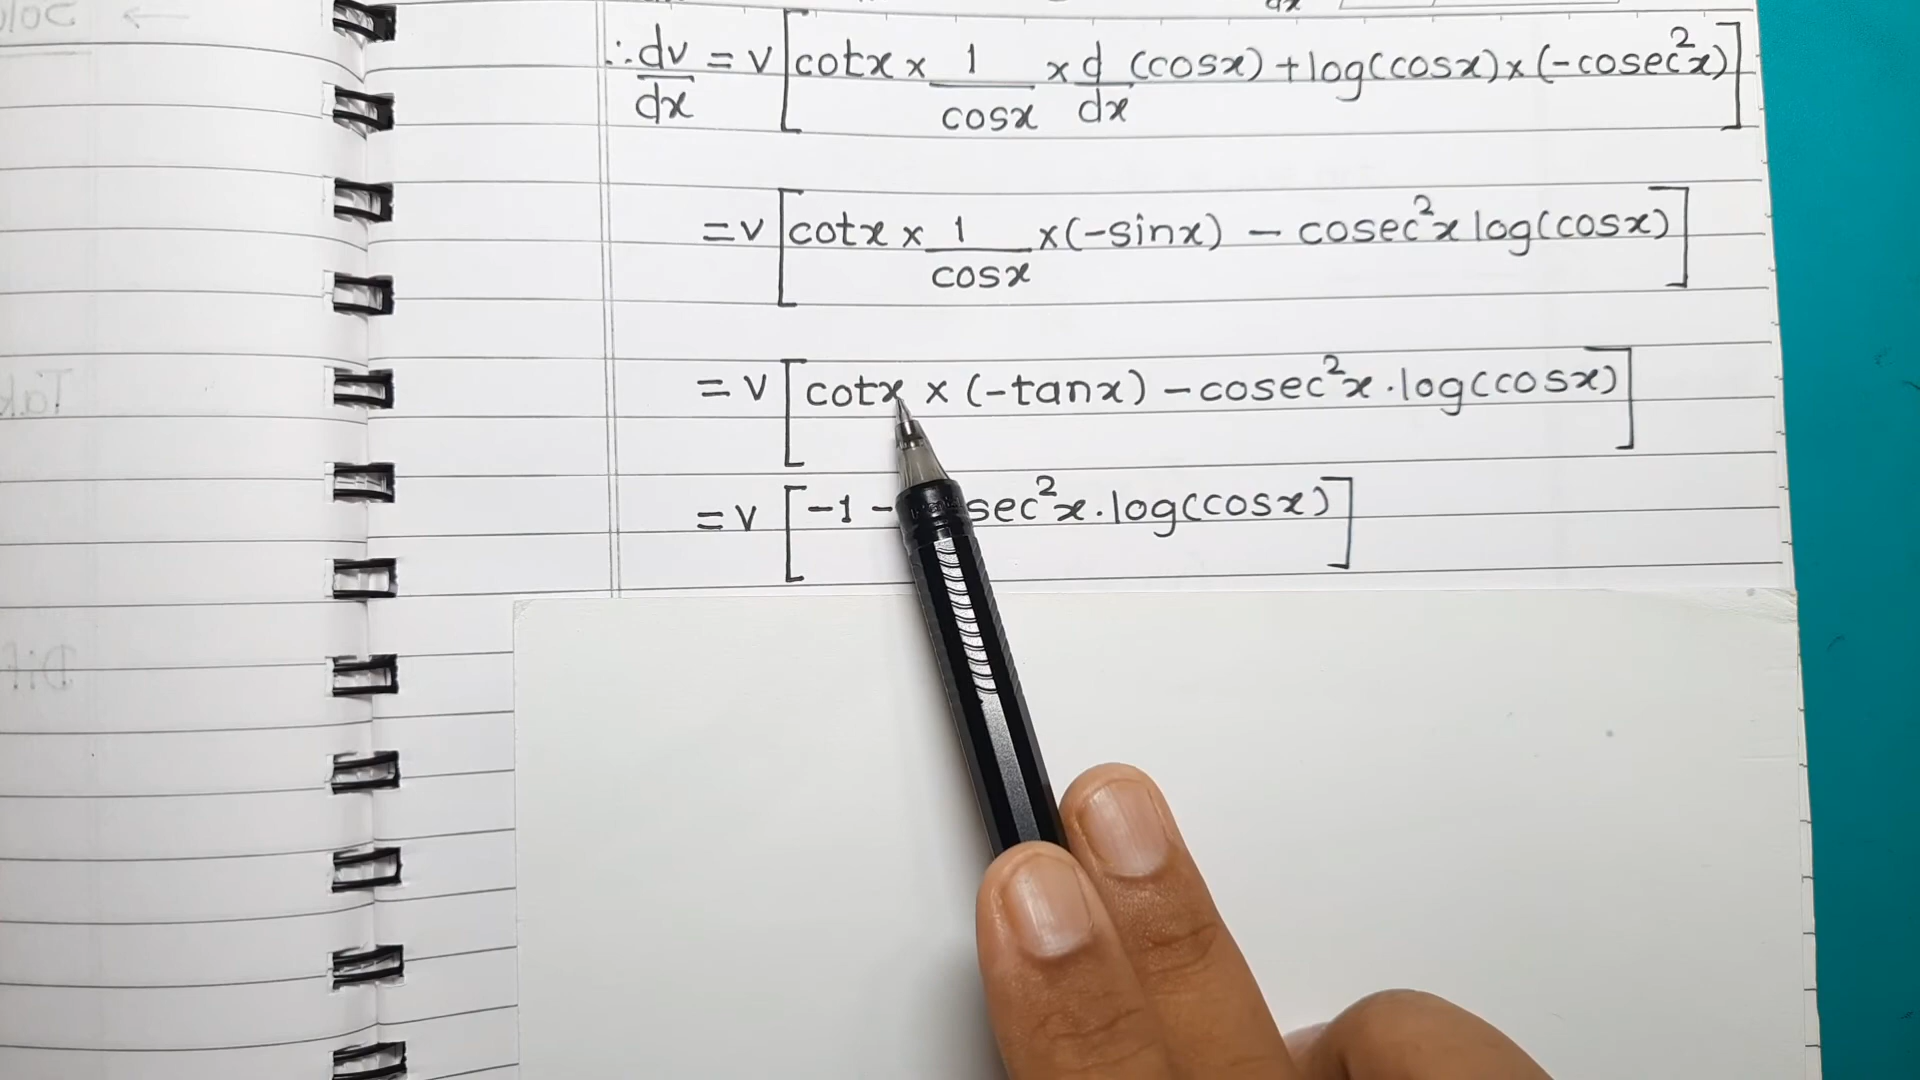 dx
∴ dv/dx = v [cotx × 1/cosx × d/dx (cosx) + log(cosx) × (-cosec²x)]
= v [cotx × 1/cosx × (-sinx) - cosec²x log(cosx)]
= v [cotx × (-tanx) - cosec²x . log(cosx)]
= v [-1 - sec²x . log(cosx)]